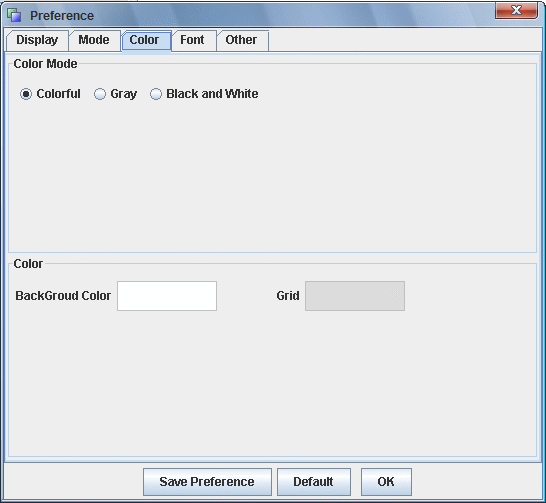 Preference
Display Mode Color Font Other
Color Mode
Colorful Gray Black and White
Color
BackGroud Color Grid
Save Preference Default OK